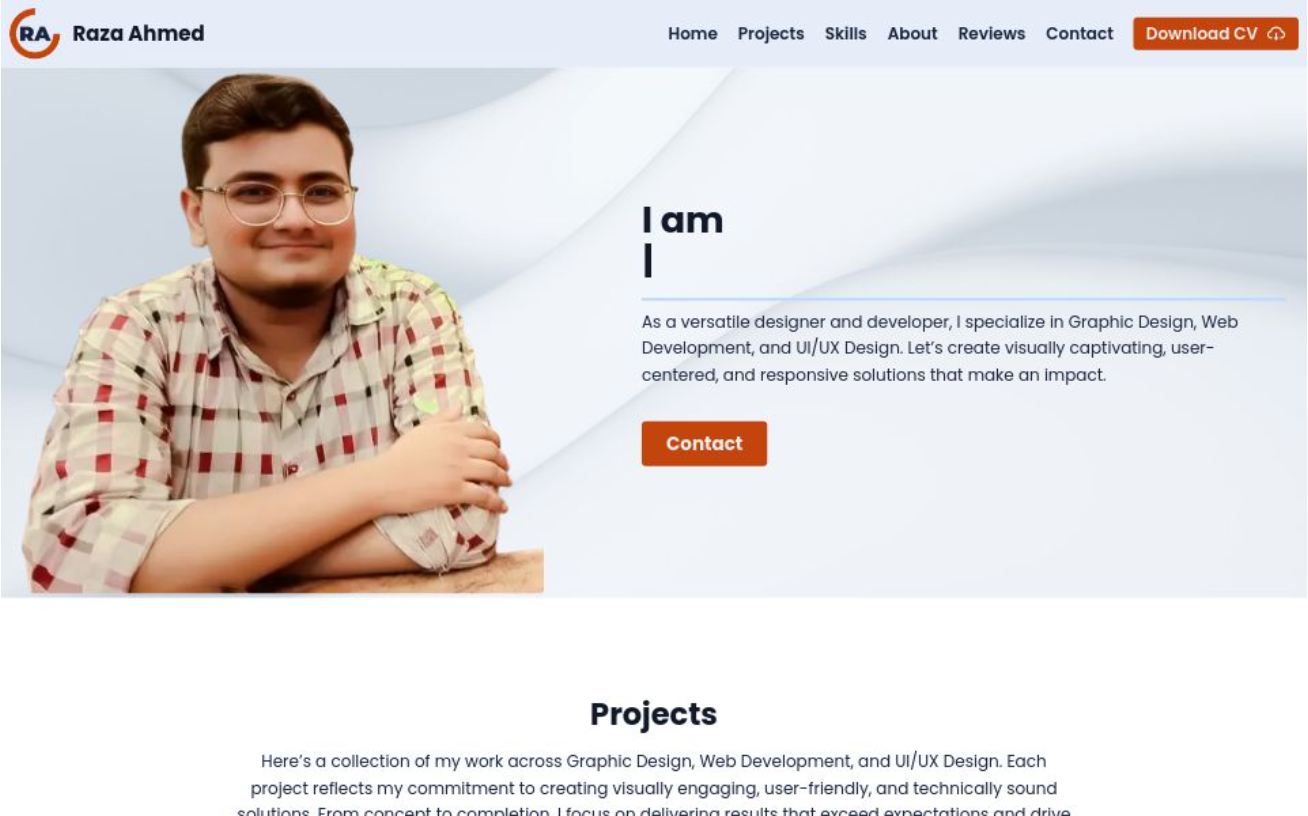 RA Raza Ahmed
Home Projects Skills About Reviews Contact Download CV
I am
|
As a versatile designer and developer, I specialize in Graphic Design, Web
Development, and UI/UX Design. Let's create visually captivating, user-
centered, and responsive solutions that make an impact.
Contact
Projects
Here's a collection of my work across Graphic Design, Web Development, and UI/UX Design. Each
project reflects my commitment to creating visually engaging, user-friendly, and technically sound
solutions. From concept to completion, I focus on delivering results that exceed expectations and drive